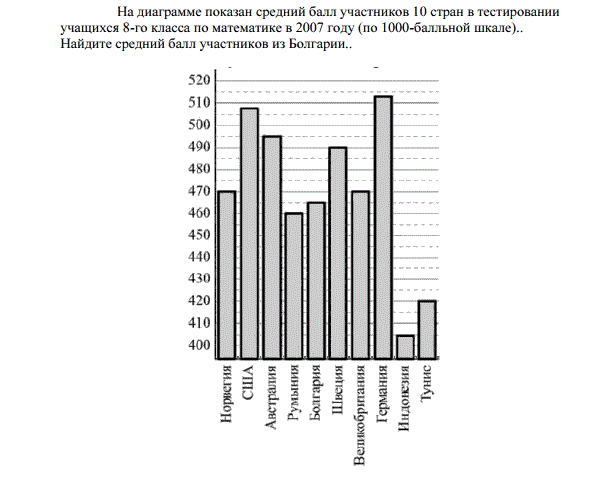 На диаграмме показан средний балл участников 10 стран в тестировании
учащихся 8-го класса по математике в 2007 году (по 1000-балльной шкале)..
Найдите средний балл участников из Болгарии..
520
510
500
490
480
470
460
450
440
430
420
410
400
Норвегия
США
Австралия
Румыния
Болгария
Швеция
Великобритания
Германия
Индонезия
Тунис